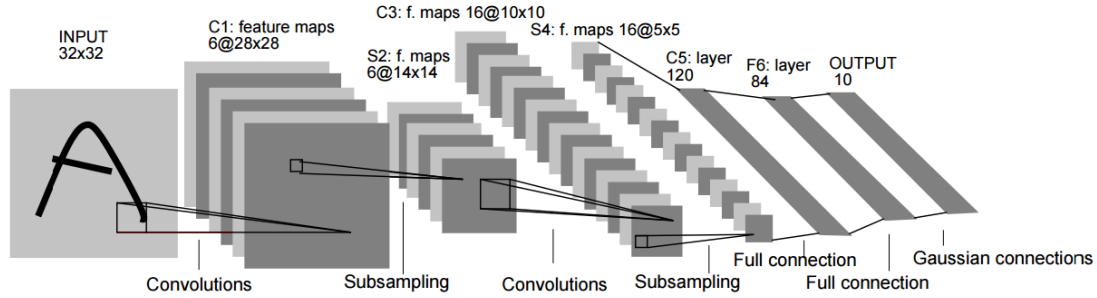 INPUT
32x32
C1: feature maps
6@28x28
S2: f. maps
6@14x14
C3: f. maps 16@10x10
S4: f. maps 16@5x5
C5: layer
120
F6: layer
84
OUTPUT
10
Convolutions
Subsampling
Convolutions
Subsampling
Full connection
Full connection
Gaussian connections